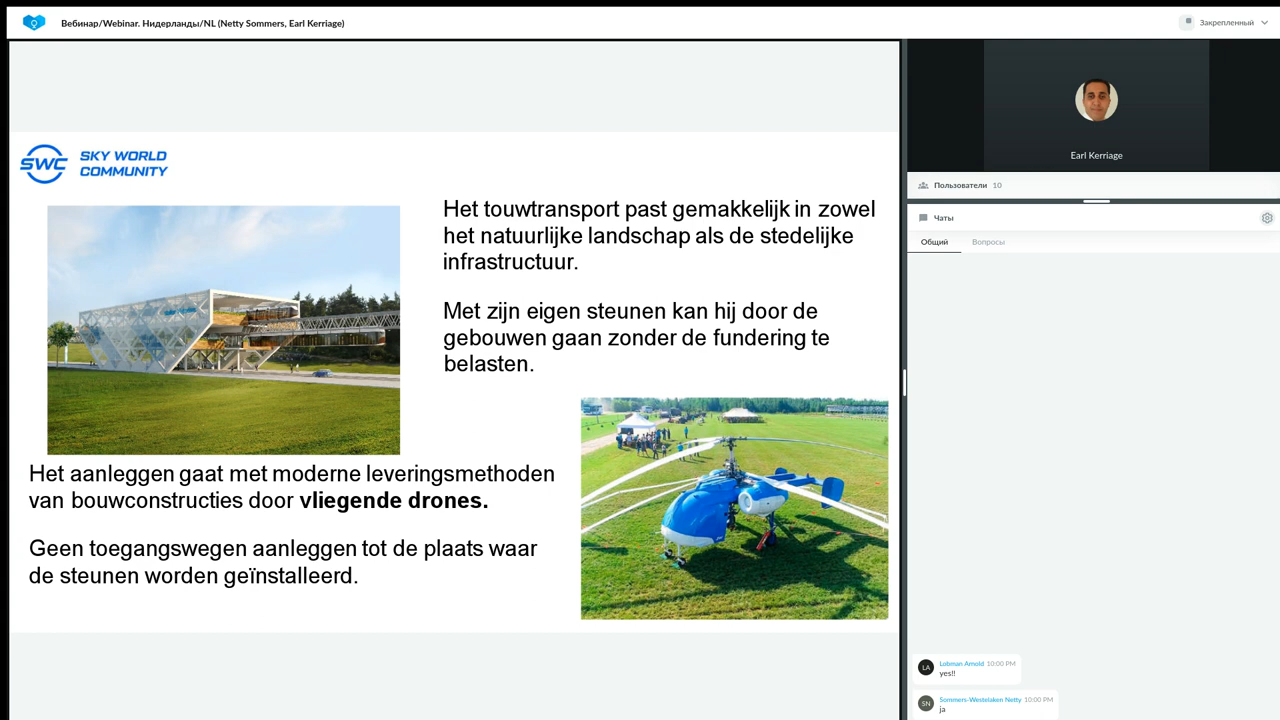 Вебинар/Webinar. Нидерланды/NL (Netty Sommers, Earl Kerriage)
Закрепленный
SWC
SKY WORLD
COMMUNITY
Het touwtransport past gemakkelijk in zowel
het natuurlijke landschap als de stedelijke
infrastructuur.
Met zijn eigen steunen kan hij door de
gebouwen gaan zonder de fundering te
belasten.
Het aanleggen gaat met moderne leveringsmethoden
van bouwconstructies door vliegende drones.
Geen toegangswegen aanleggen tot de plaats waar
de steunen worden geïnstalleerd.
Earl Kerriage
Пользователи 10
Чаты
Общий Вопросы
LA
Lobman Arnold 10:00 PM
yes!!
SN
Sommers-Westelaken Netty 10:00 PM
ja